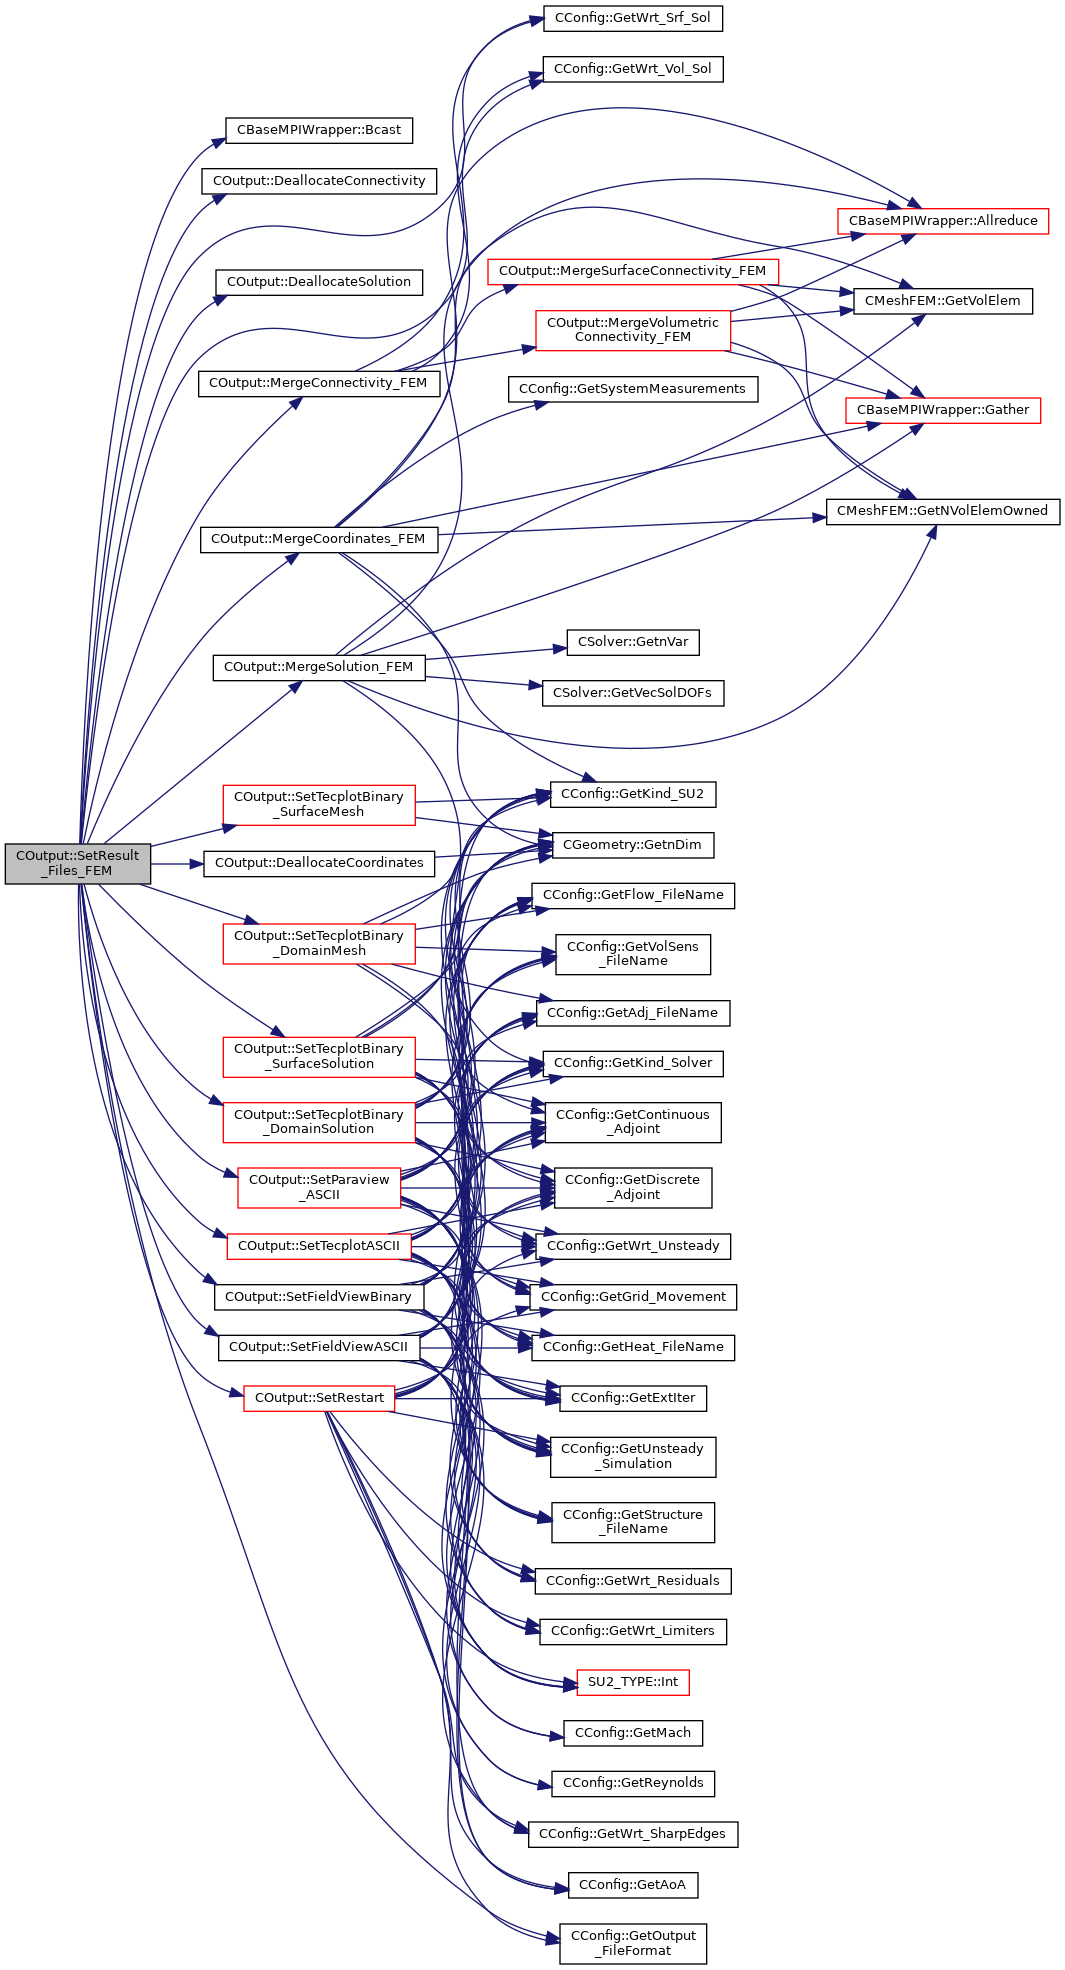 CConfig::GetWrt_Srf_Sol
CConfig::GetWrt_Vol_Sol
CBaseMPIWrapper::Bcast
COutput::DeallocateConnectivity
CBaseMPIWrapper::Allreduce
COutput::MergeSurfaceConnectivity_FEM
COutput::DeallocateSolution
CMeshFEM::GetVolElem
COutput::MergeVolumetric
Connectivity_FEM
COutput::MergeConnectivity_FEM
CConfig::GetSystemMeasurements
CBaseMPIWrapper::Gather
CMeshFEM::GetNVolElemOwned
COutput::MergeCoordinates_FEM
CSolver::GetnVar
COutput::MergeSolution_FEM
CSolver::GetVecSolDOFs
COutput::SetTecplotBinary
_SurfaceMesh
CConfig::GetKind_SU2
CGeometry::GetnDim
COutput::SetResult
_Files_FEM
COutput::DeallocateCoordinates
CConfig::GetFlow_FileName
COutput::SetTecplotBinary
_DomainMesh
CConfig::GetVolSens
_FileName
CConfig::GetAdj_FileName
COutput::SetTecplotBinary
_SurfaceSolution
CConfig::GetKind_Solver
COutput::SetTecplotBinary
_DomainSolution
CConfig::GetContinuous
_Adjoint
COutput::SetParaview
_ASCII
CConfig::GetDiscrete
_Adjoint
COutput::SetTecplotASCII
CConfig::GetWrt_Unsteady
COutput::SetFieldViewBinary
CConfig::GetGrid_Movement
COutput::SetFieldViewASCII
CConfig::GetHeat_FileName
COutput::SetRestart
CConfig::GetExtIter
CConfig::GetUnsteady
_Simulation
CConfig::GetStructure
_FileName
CConfig::GetWrt_Residuals
CConfig::GetWrt_Limiters
SU2_TYPE::Int
CConfig::GetMach
CConfig::GetReynolds
CConfig::GetWrt_SharpEdges
CConfig::GetAoA
CConfig::GetOutput
_FileFormat